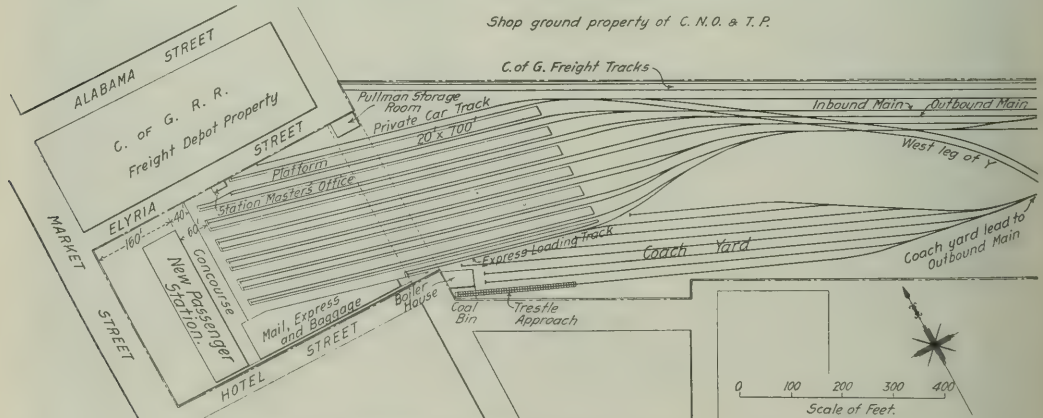 Shop ground property of C. N. O. & T. P.
C. of G. Freight Tracks
ALABAMA STREET
C. of G. R. R.
Freight Depot Property
Pullman Storage
Room
Private Car Track
20' x 700'
Inbound Main
Outbound Main
West leg of Y
ELYRIA STREET
Platform
Station Master's Office
160'
40'
60'
MARKET STREET
Concourse
New Passenger
Station.
Mail, Express
and Baggage
HOTEL STREET
Boiler
House
Express Loading Track
Coach Yard
Coach yard lead to
Outbound Main
Coal
Bin
Trestle
Approach
0 100 200 300 400
Scale of Feet.